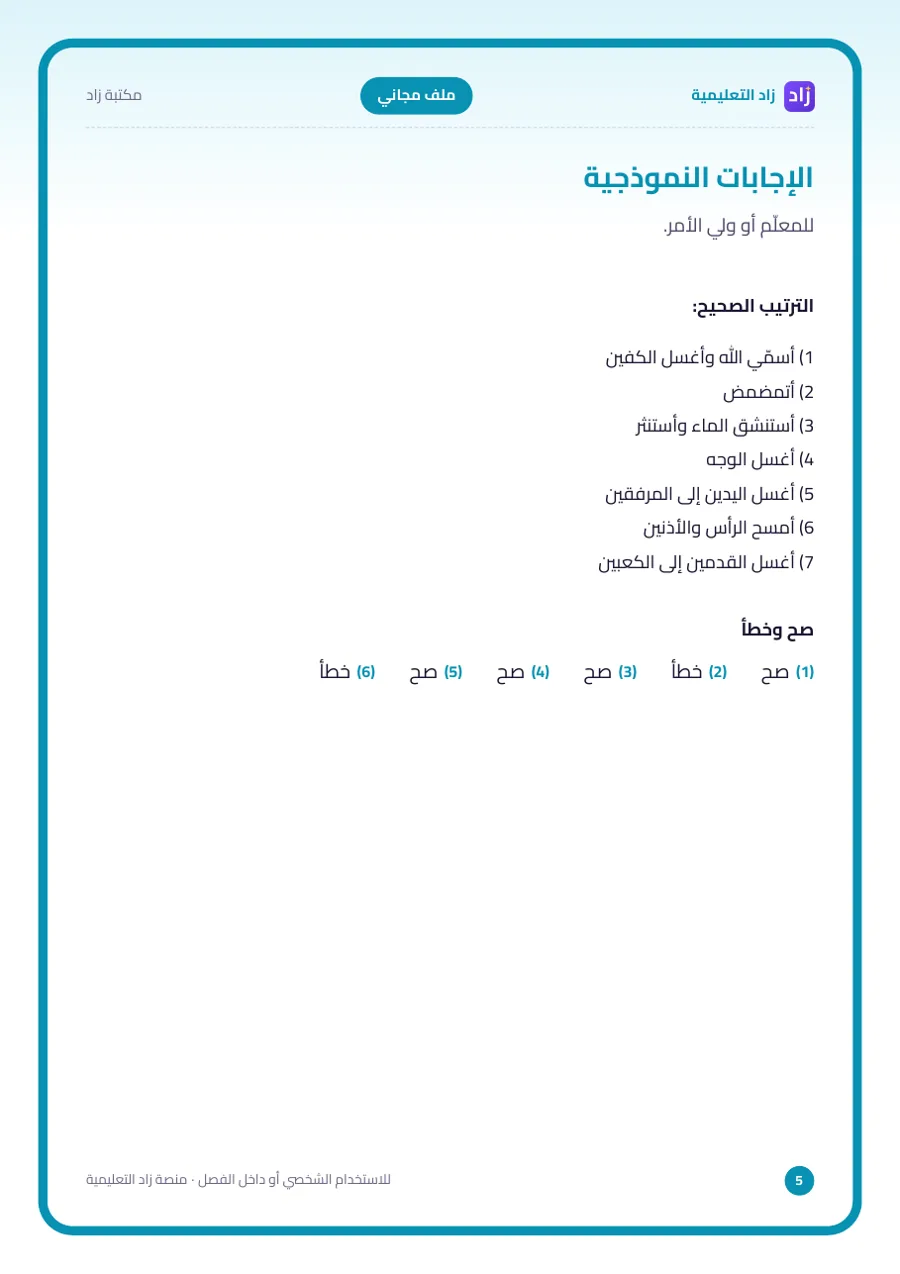 زاد زاد التعليمية
ملف مجاني
مكتبة زاد
الإجابات النموذجية
للمعلّم أو ولي الأمر.
الترتيب الصحيح:
1) أسمّي الله وأغسل الكفين
2) أتمضمض
3) أستنشق الماء وأستنثر
4) أغسل الوجه
5) أغسل اليدين إلى المرفقين
6) أمسح الرأس والأذنين
7) أغسل القدمين إلى الكعبين
صح وخطأ
(1) صح (2) خطأ (3) صح (4) صح (5) صح (6) خطأ
5
للاستخدام الشخصي أو داخل الفصل · منصة زاد التعليمية